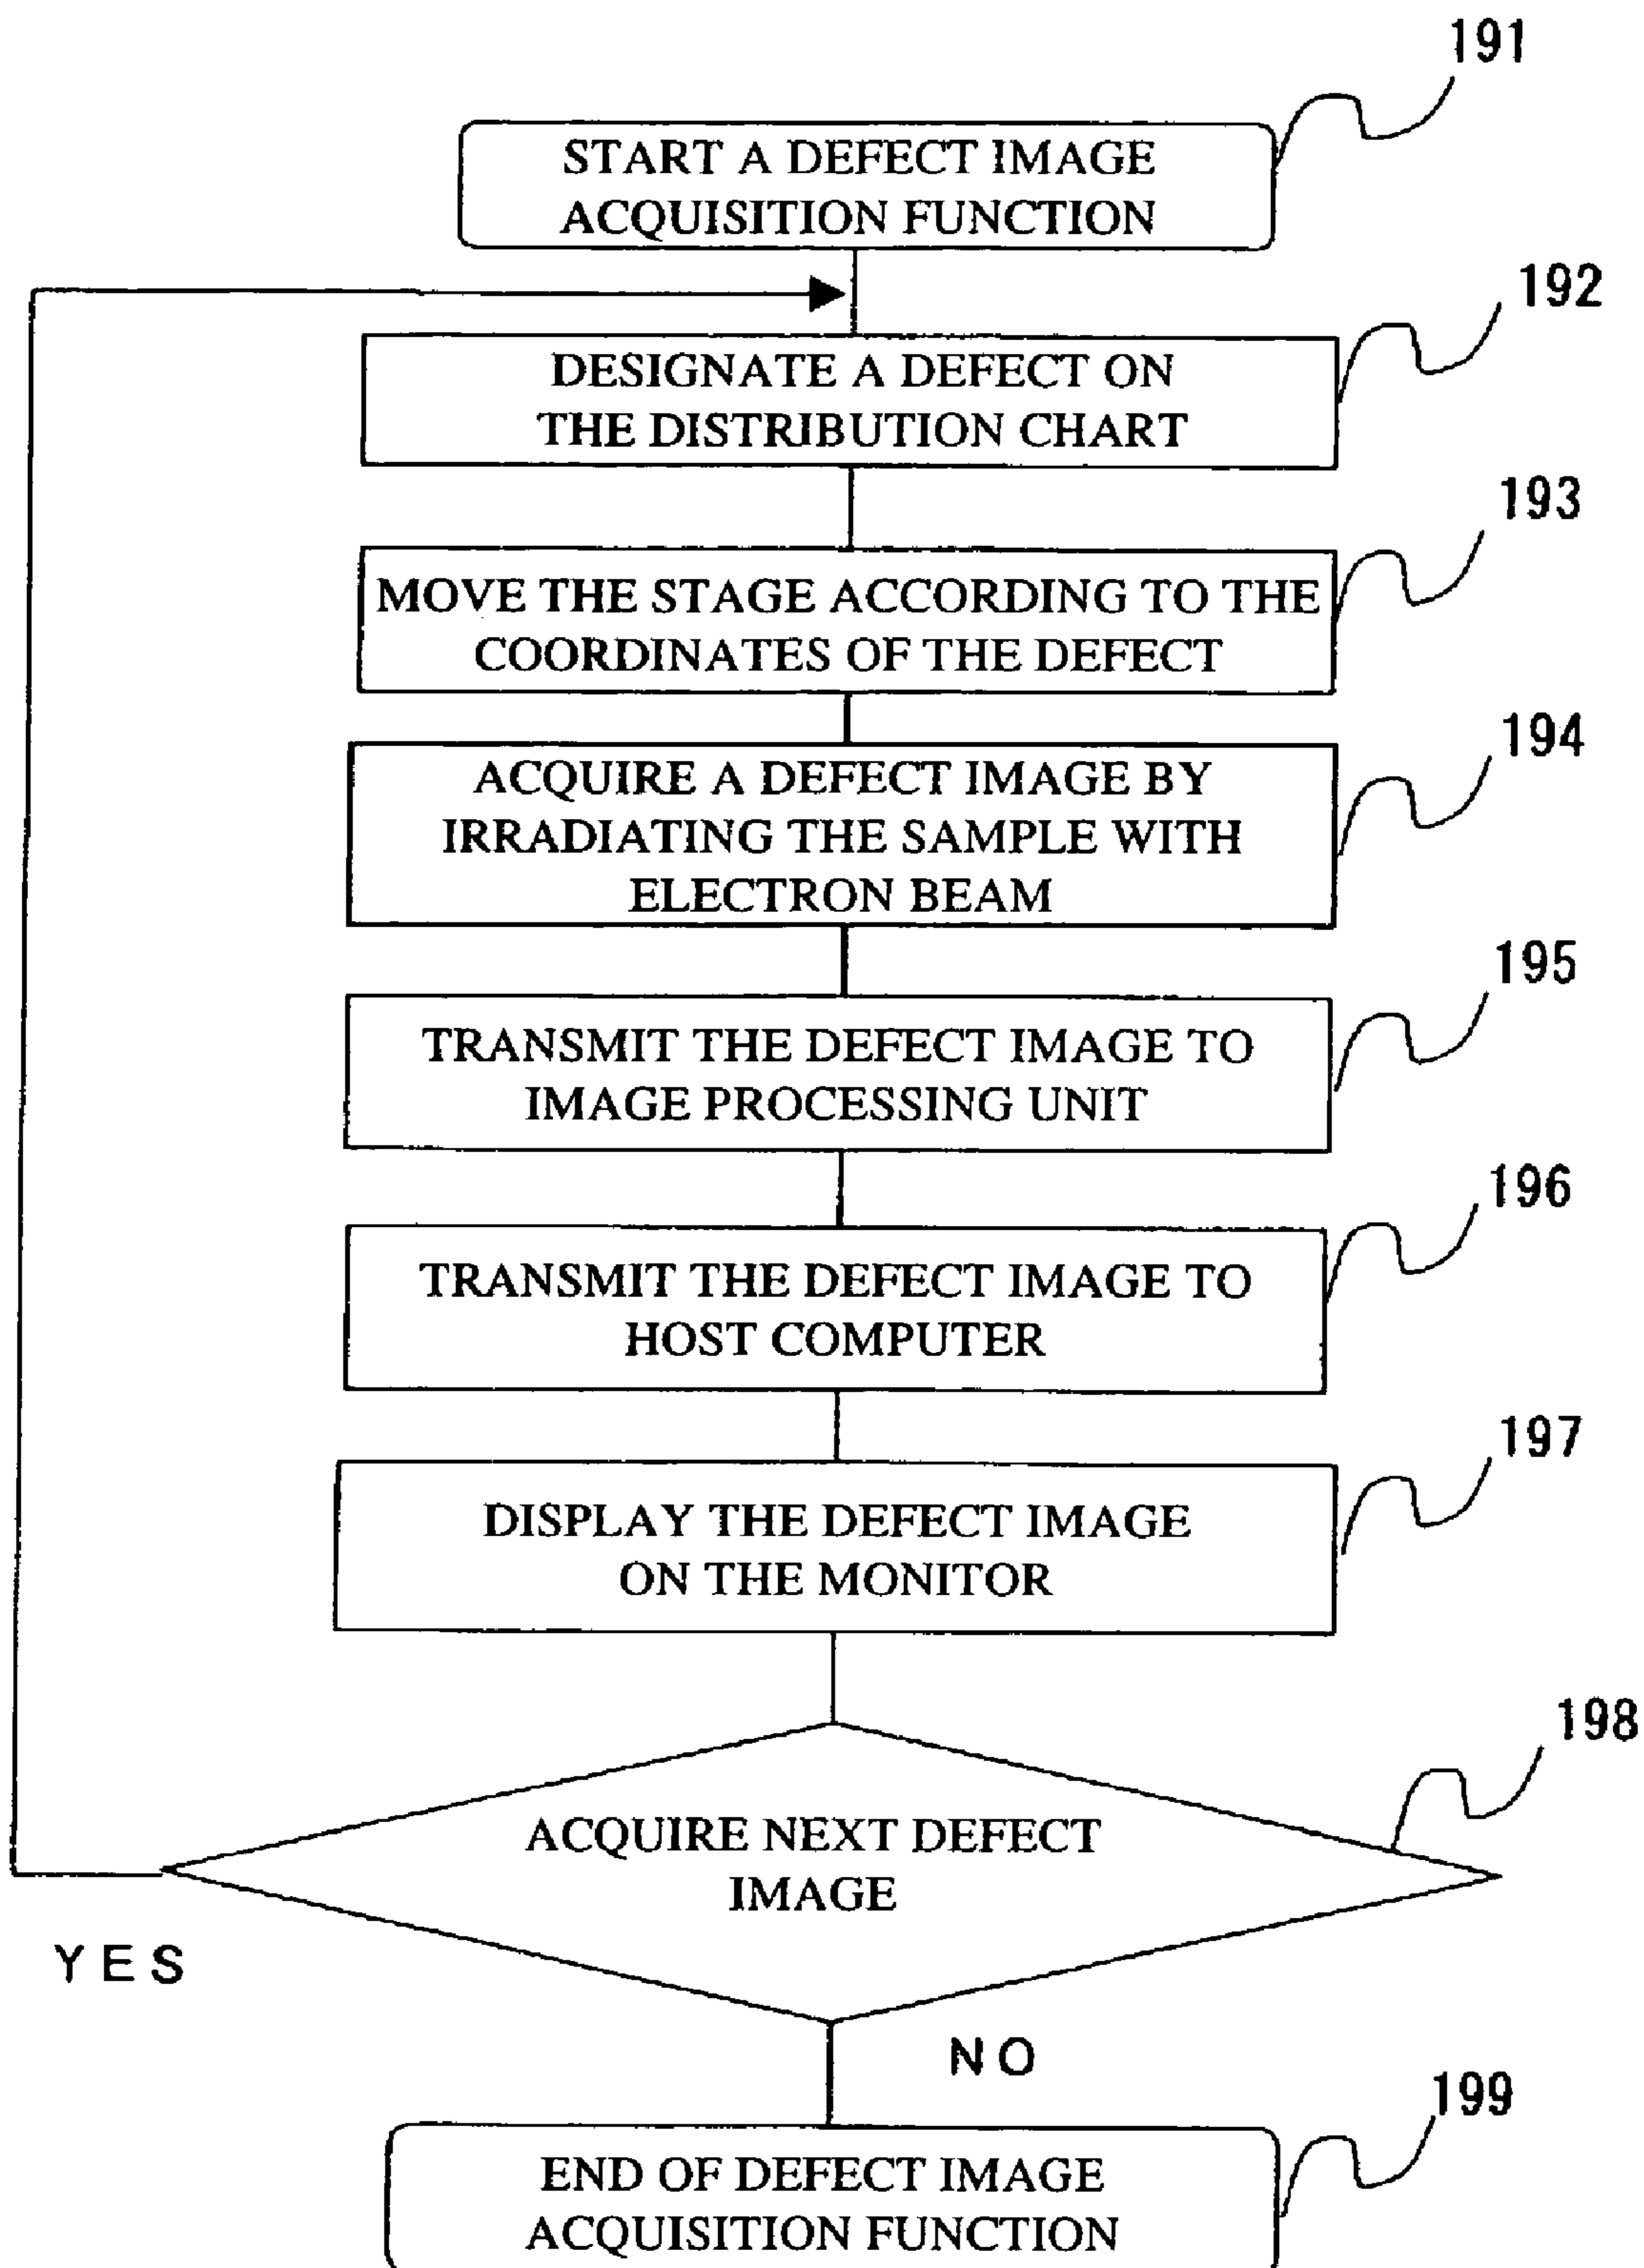 191
START A DEFECT IMAGE
ACQUISITION FUNCTION
192
DESIGNATE A DEFECT ON
THE DISTRIBUTION CHART
193
MOVE THE STAGE ACCORDING TO THE
COORDINATES OF THE DEFECT
194
ACQUIRE A DEFECT IMAGE BY
IRRADIATING THE SAMPLE WITH
ELECTRON BEAM
195
TRANSMIT THE DEFECT IMAGE TO
IMAGE PROCESSING UNIT
196
TRANSMIT THE DEFECT IMAGE TO
HOST COMPUTER
197
DISPLAY THE DEFECT IMAGE
ON THE MONITOR
198
ACQUIRE NEXT DEFECT
IMAGE
YES
NO
199
END OF DEFECT IMAGE
ACQUISITION FUNCTION